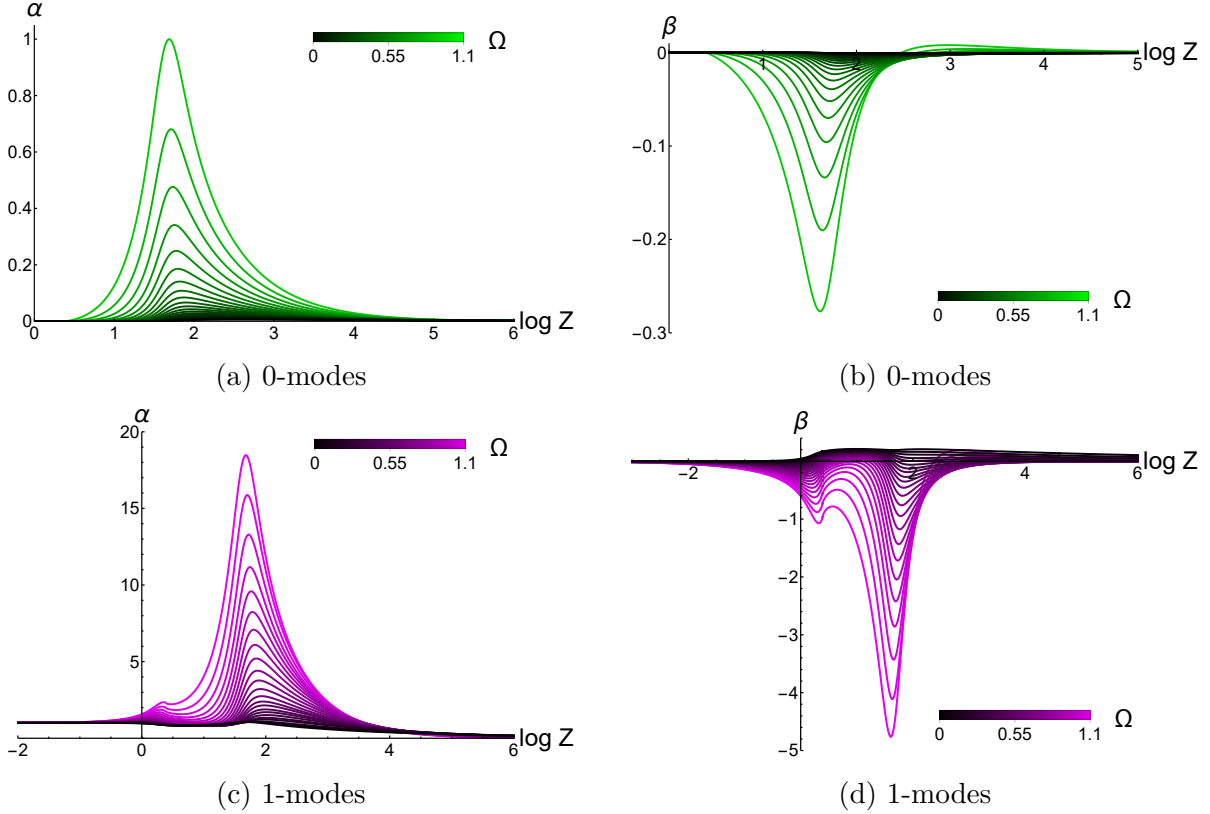 α
1
0.8
0.6
0.4
0.2
0
0 1 2 3 4 5 6
log Z
0 0.55 1.1
Ω
(a) 0-modes
β
0
−0.1
−0.2
−0.3
1 2 3 4 5
log Z
0 0.55 1.1
Ω
(b) 0-modes
α
20
15
10
5
−2 0 2 4 6
log Z
0 0.55 1.1
Ω
(c) 1-modes
β
−2 2 4 6
log Z
−1
−2
−3
−4
−5
0 0.55 1.1
Ω
(d) 1-modes